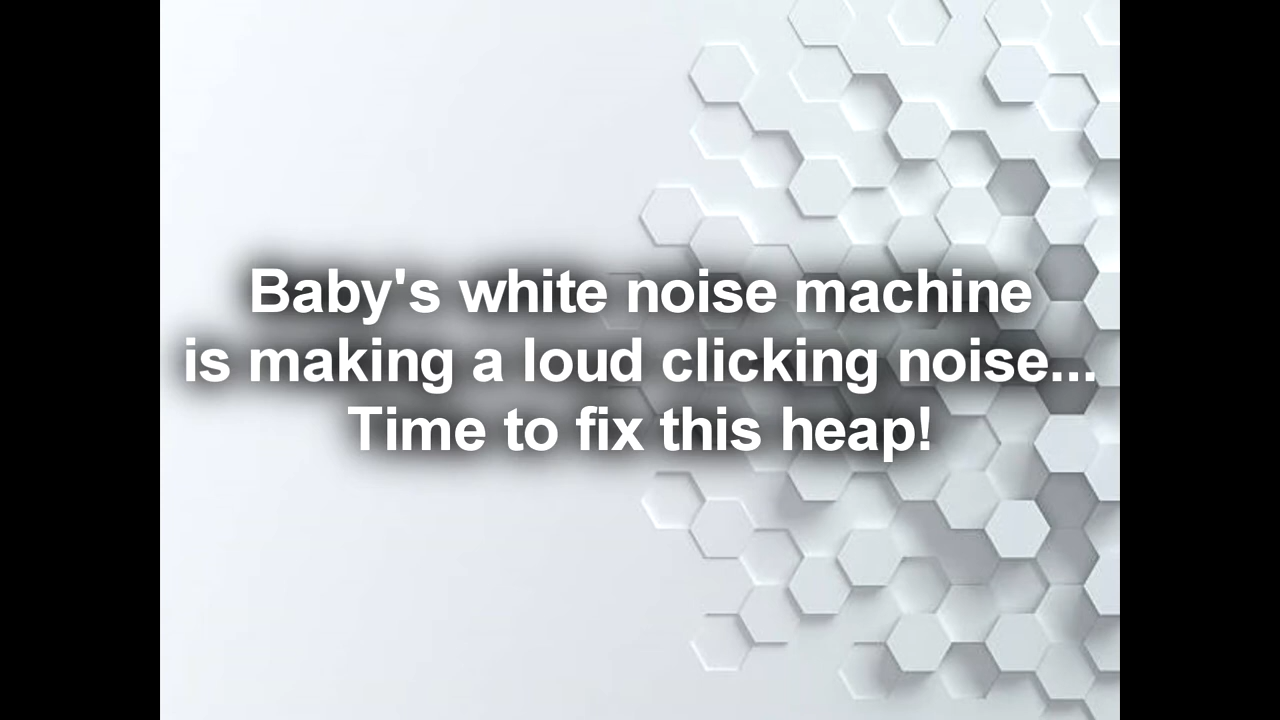 Baby's white noise machine
is making a loud clicking noise...
Time to fix this heap!